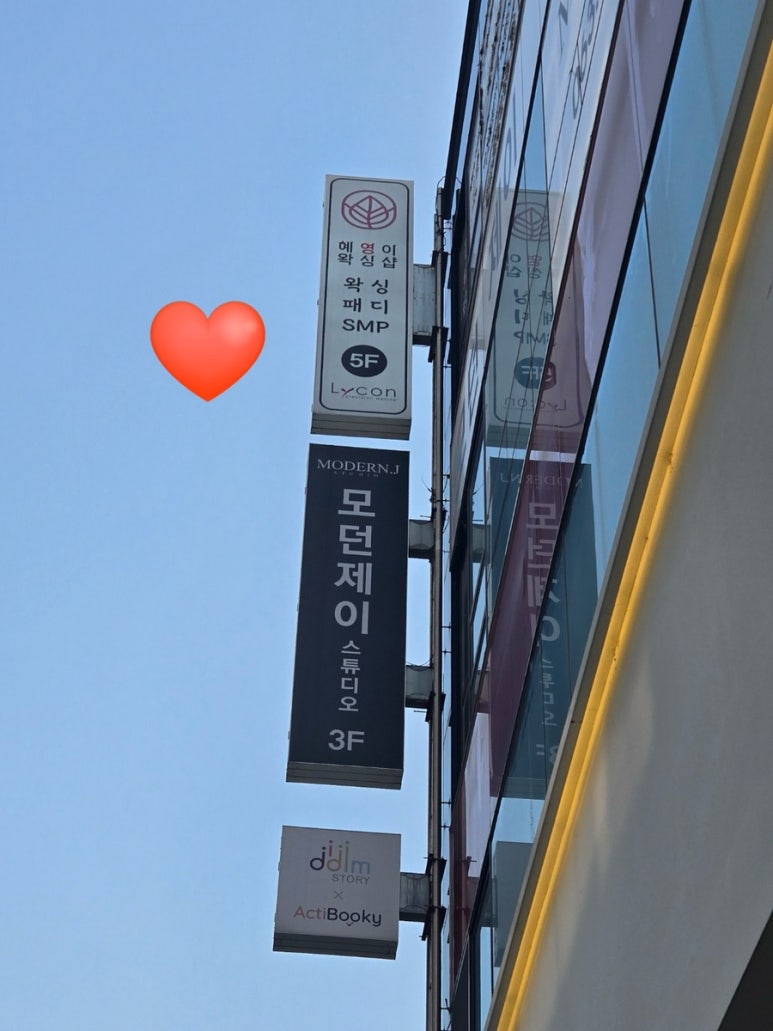 혜영이
왁싱샵
왁싱
패디
SMP
5F
Lycon
MODERN.J
STUDIO
모던제이
스튜디오
3F
STORY
×
ActiBooky